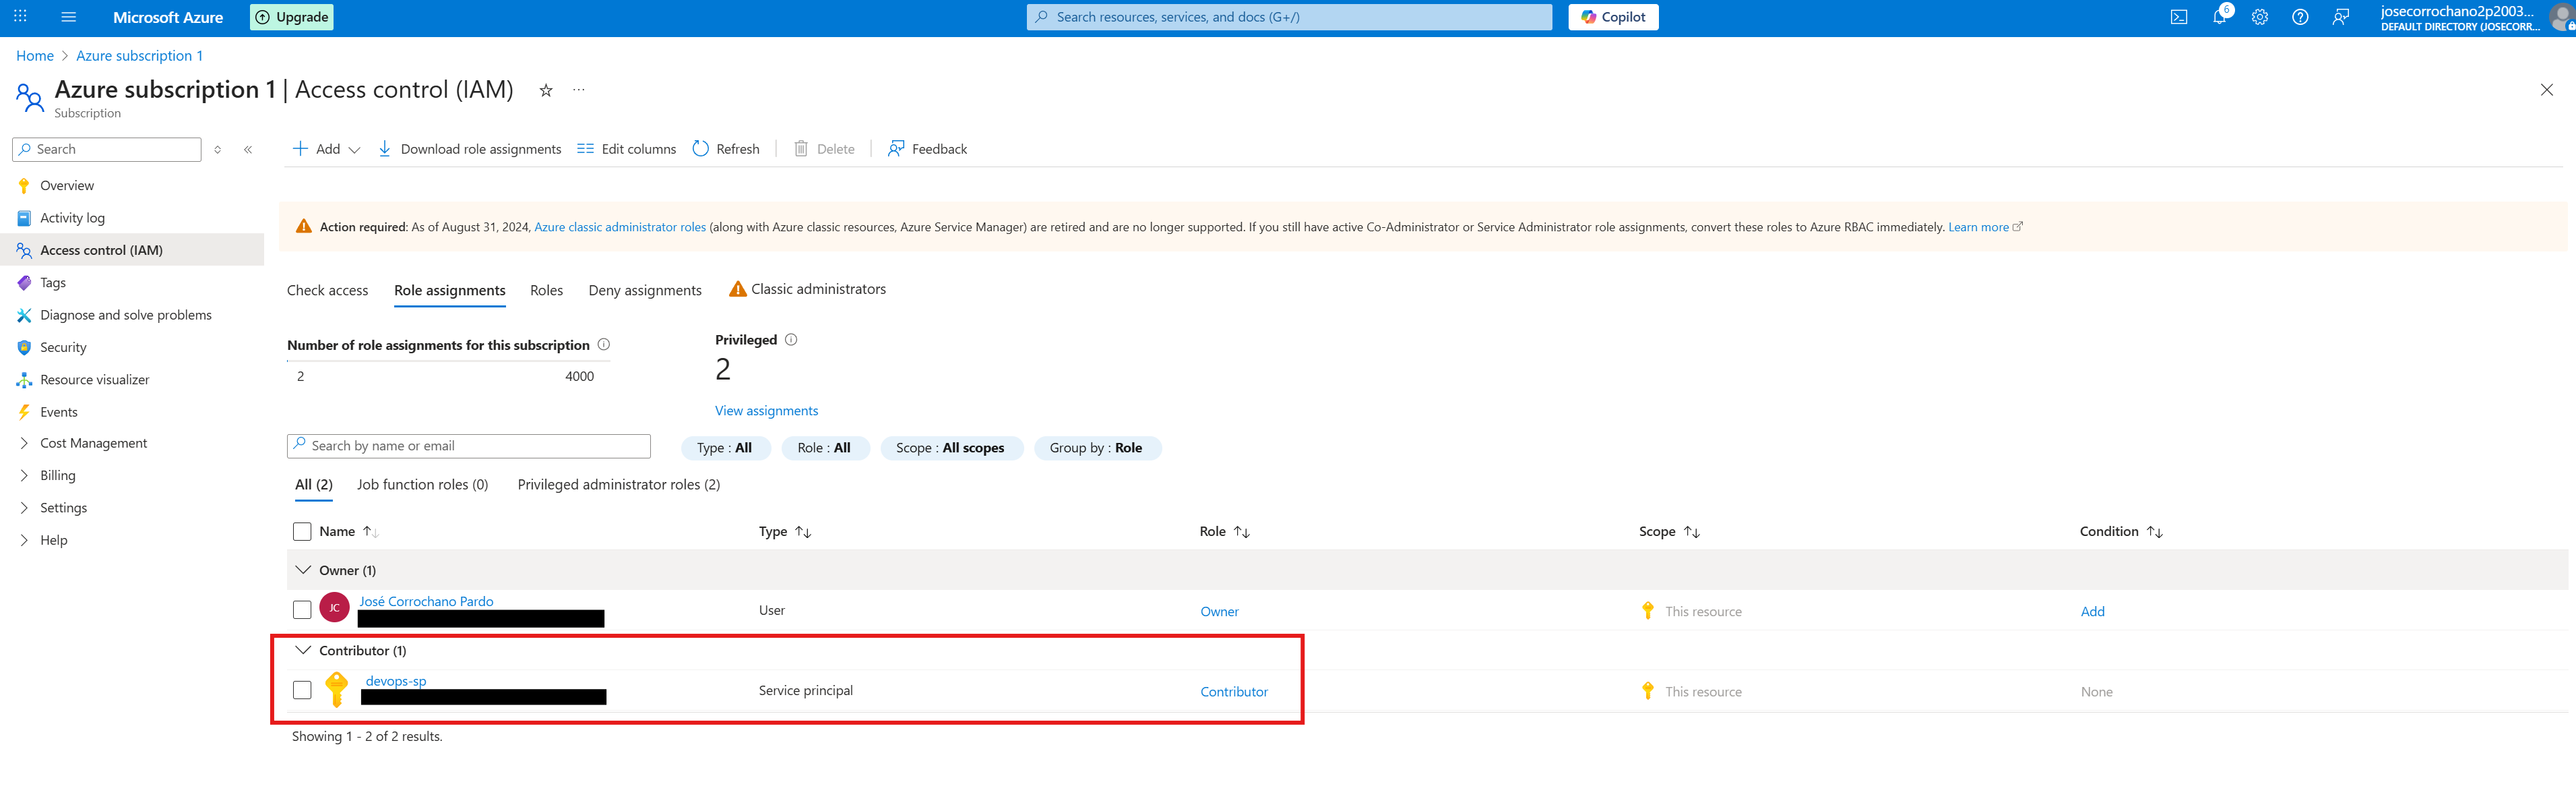 Microsoft Azure
Upgrade
Search resources, services, and docs (G+/)
Copilot
6
josecorrochano2p2003...
DEFAULT DIRECTORY (JOSECORR...
Home > Azure subscription 1
Azure subscription 1 | Access control (IAM) ☆ ...
Subscription
Search
Add Download role assignments Edit columns Refresh Delete Feedback
Overview
Activity log
Access control (IAM)
Tags
Diagnose and solve problems
Security
Resource visualizer
Events
Cost Management
Billing
Settings
Help
Action required: As of August 31, 2024, Azure classic administrator roles (along with Azure classic resources, Azure Service Manager) are retired and are no longer supported. If you still have active Co-Administrator or Service Administrator role assignments, convert these roles to Azure RBAC immediately. Learn more
Check access Role assignments Roles Deny assignments Classic administrators
Number of role assignments for this subscription
2 4000
Privileged
2
View assignments
Search by name or email Type : All Role : All Scope : All scopes Group by : Role
All (2) Job function roles (0) Privileged administrator roles (2)
Name Type Role Scope Condition
Owner (1)
JC José Corrochano Pardo User Owner This resource Add
Contributor (1)
devops-sp Service principal Contributor This resource None
Showing 1 - 2 of 2 results.